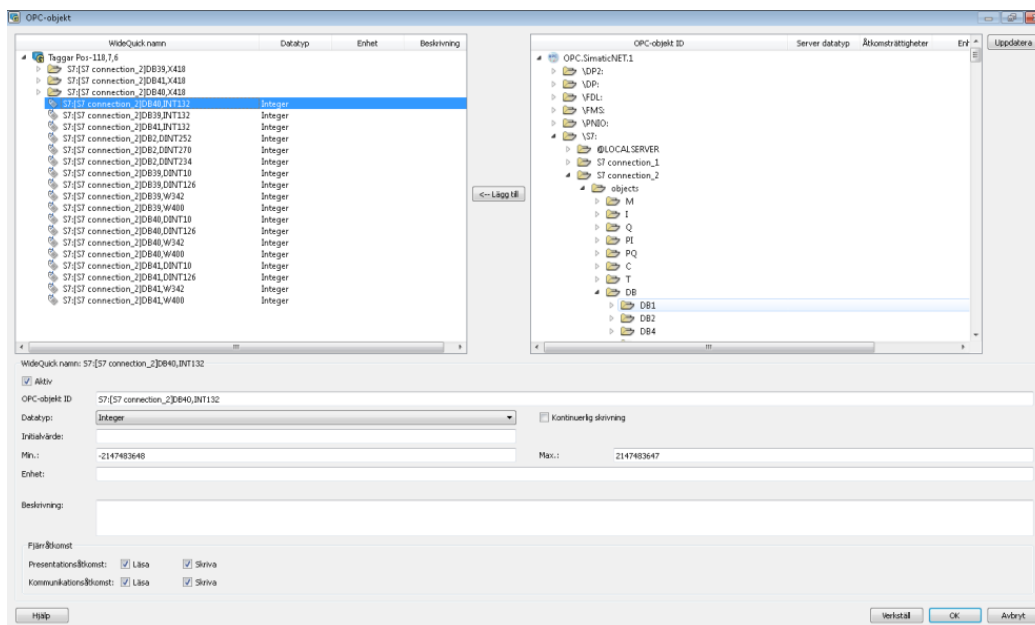 OPC-objekt
WideQuick namn Datatyp Enhet Beskrivning
Taggar Pos-118,7,6
S7:[S7 connection_2]DB39,X418
S7:[S7 connection_2]DB41,X418
S7:[S7 connection_2]DB40,X418
S7:[S7 connection_2]DB40,INT132 Integer
S7:[S7 connection_2]DB39,INT132 Integer
S7:[S7 connection_2]DB41,INT132 Integer
S7:[S7 connection_2]DB2,DINT252 Integer
S7:[S7 connection_2]DB2,DINT270 Integer
S7:[S7 connection_2]DB2,DINT234 Integer
S7:[S7 connection_2]DB39,DINT10 Integer
S7:[S7 connection_2]DB39,DINT126 Integer
S7:[S7 connection_2]DB39,W342 Integer
S7:[S7 connection_2]DB39,W400 Integer
S7:[S7 connection_2]DB40,DINT10 Integer
S7:[S7 connection_2]DB40,DINT126 Integer
S7:[S7 connection_2]DB40,W342 Integer
S7:[S7 connection_2]DB40,W400 Integer
S7:[S7 connection_2]DB41,DINT10 Integer
S7:[S7 connection_2]DB41,DINT126 Integer
S7:[S7 connection_2]DB41,W342 Integer
S7:[S7 connection_2]DB41,W400 Integer
<-- Lägg till
OPC-objekt ID Server datatyp Åtkomsträttigheter Enh
OPC.SimaticNET.1
\DP2:
\DP:
\FDL:
\FMS:
\PNIO:
\S7:
@LOCALSERVER
S7 connection_1
S7 connection_2
objects
M
I
Q
PI
PQ
C
T
DB
DB1
DB2
DB4
Uppdatera
WideQuick namn: S7:[S7 connection_2]DB40,INT132
Aktiv
OPC-objekt ID S7:[S7 connection_2]DB40,INT132
Datatyp: Integer Kontinuerlig skrivning
Initialvärde:
Min.: -2147483648 Max.: 2147483647
Enhet:
Beskrivning:
Fjärråtkomst
Presentationsåtkomst: Läsa Skriva
Kommunikationsåtkomst: Läsa Skriva
Hjälp Verkställ OK Avbryt